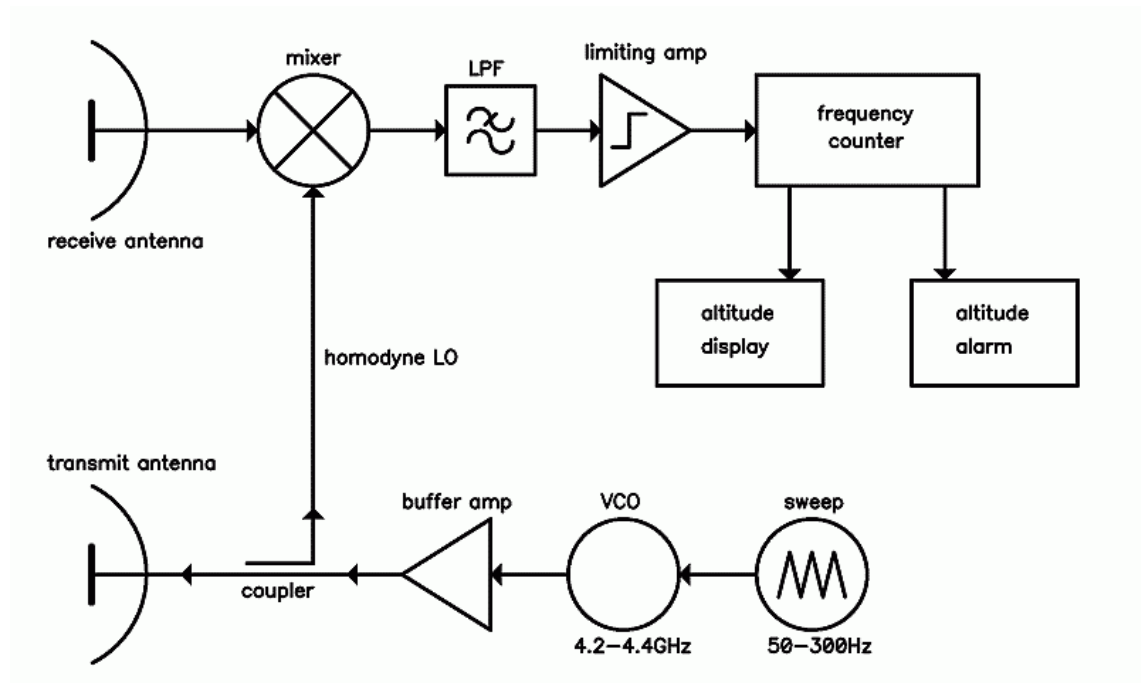 mixer
LPF
limiting amp
frequency
counter
receive antenna
altitude
display
altitude
alarm
homodyne LO
transmit antenna
buffer amp
VCO
sweep
coupler
4.2–4.4GHz
50–300Hz